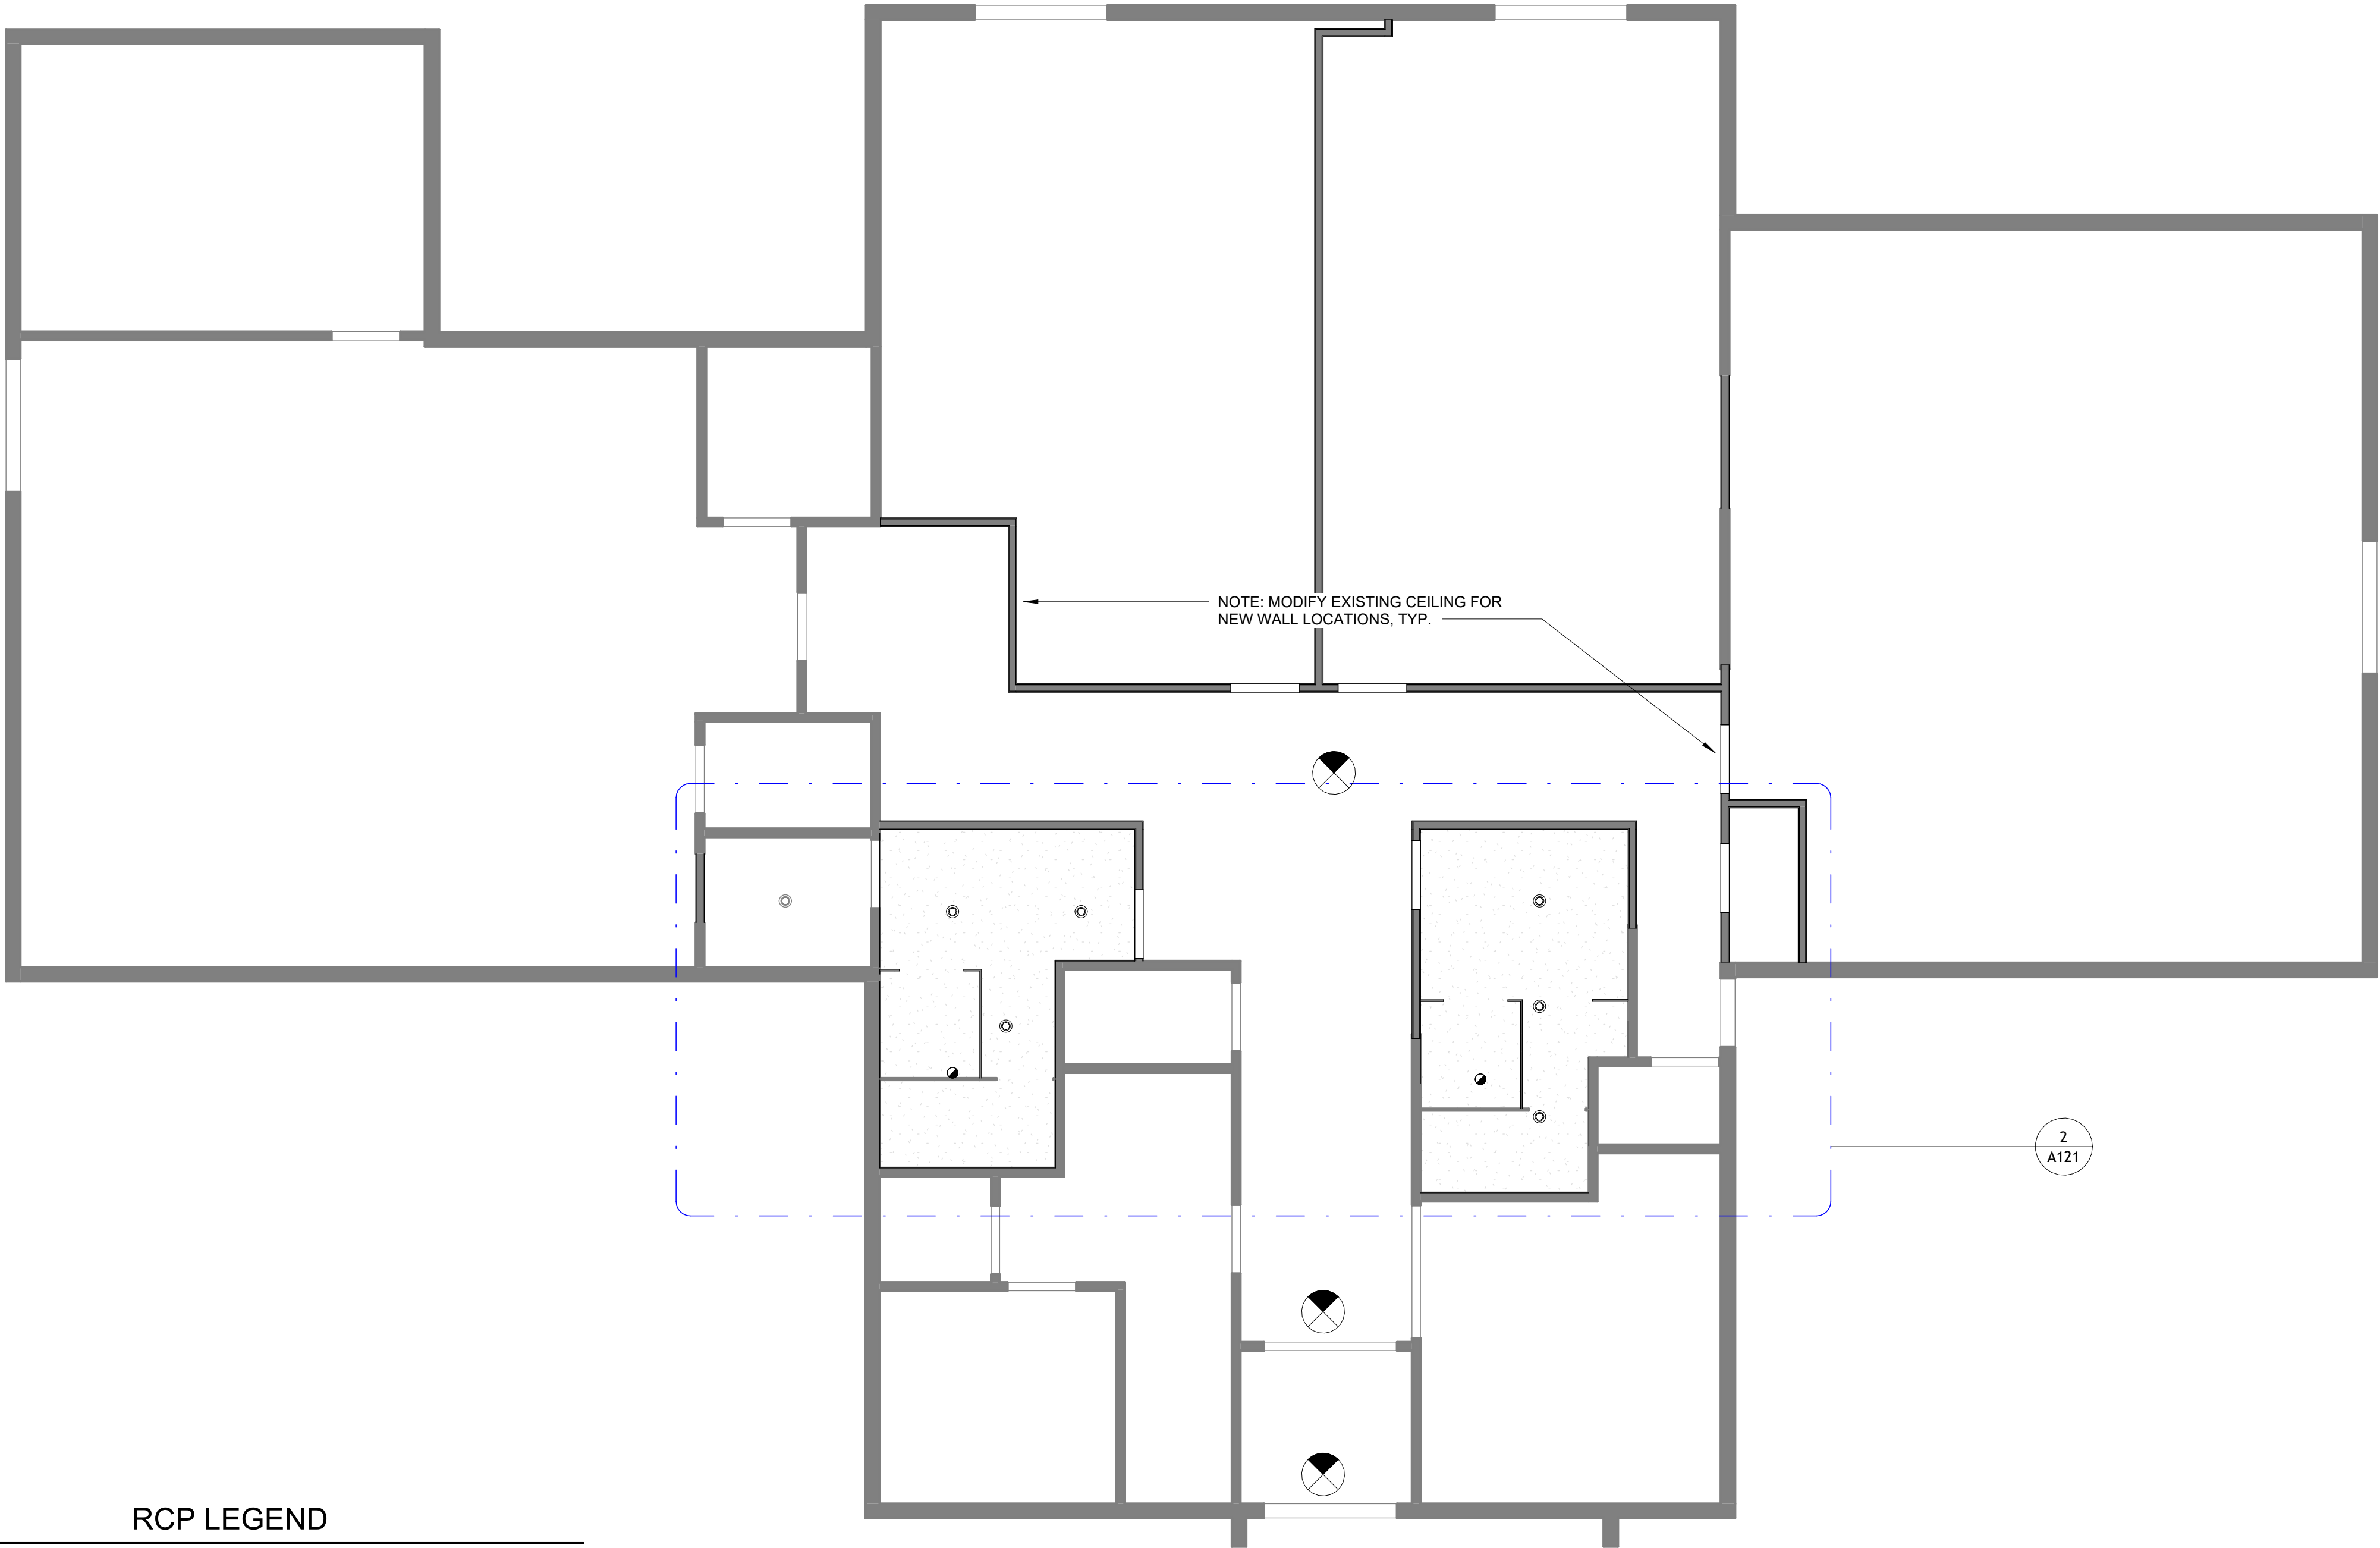 NOTE: MODIFY EXISTING CEILING FOR
NEW WALL LOCATIONS, TYP.
2
A121
RCP LEGEND